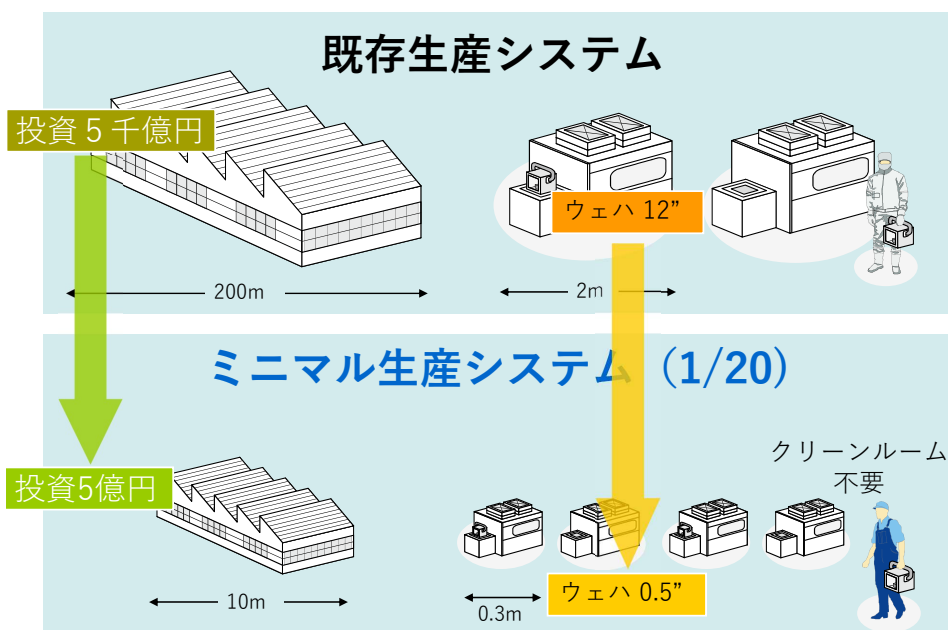 既存生産システム
投資５千億円
ウェハ 12”
200m
2m
ミニマル生産システム（1/20）
クリーンルーム
不要
投資5億円
ウェハ 0.5”
10m
0.3m